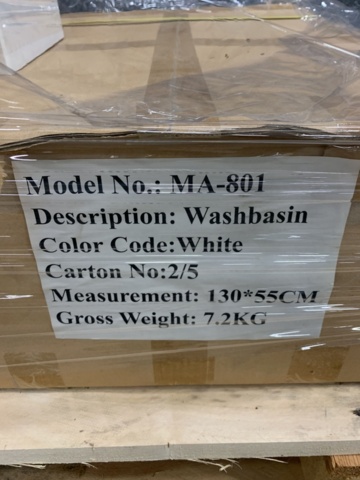 Model No.: MA-801
Description: Washbasin
Color Code:White
Carton No:2/5
Measurement: 130*55CM
Gross Weight: 7.2KG